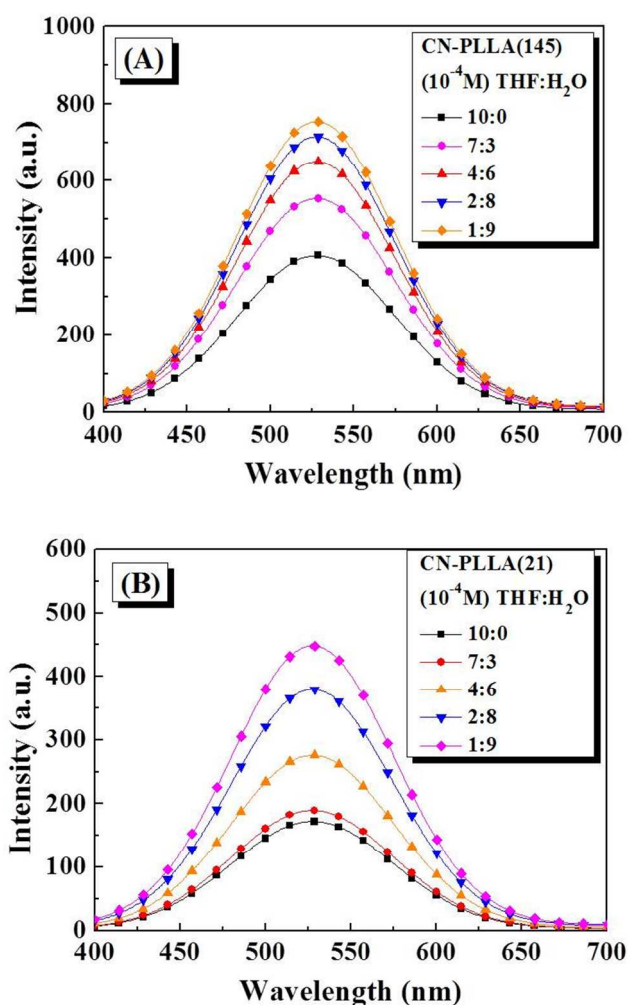 (A)
CN-PLLA(145)
(10⁻⁴M) THF:H₂O
10:0
7:3
4:6
2:8
1:9
Intensity (a.u.)
1000
800
600
400
200
0
400 450 500 550 600 650 700
Wavelength (nm)
(B)
CN-PLLA(21)
(10⁻⁴M) THF:H₂O
10:0
7:3
4:6
2:8
1:9
Intensity (a.u.)
600
500
400
300
200
100
0
400 450 500 550 600 650 700
Wavelength (nm)